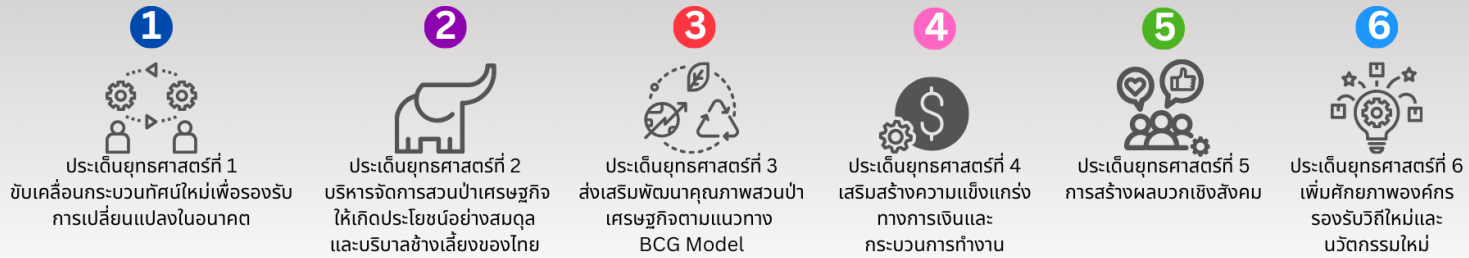 1
ประเด็นยุทธศาสตร์ที่ 1
ขับเคลื่อนกระบวนทัศน์ใหม่เพื่อรองรับ
การเปลี่ยนแปลงในอนาคต
2
ประเด็นยุทธศาสตร์ที่ 2
บริหารจัดการสวนป่าเศรษฐกิจ
ให้เกิดประโยชน์อย่างสมดุล
และบริบาลช้างเลี้ยงของไทย
3
ประเด็นยุทธศาสตร์ที่ 3
ส่งเสริมพัฒนาคุณภาพสวนป่า
เศรษฐกิจตามแนวทาง
BCG Model
4
$
ประเด็นยุทธศาสตร์ที่ 4
เสริมสร้างความแข็งแกร่ง
ทางการเงินและ
กระบวนการทำงาน
5
ประเด็นยุทธศาสตร์ที่ 5
การสร้างผลบวกเชิงสังคม
6
ประเด็นยุทธศาสตร์ที่ 6
เพิ่มศักยภาพองค์กร
รองรับวิถีใหม่และ
นวัตกรรมใหม่